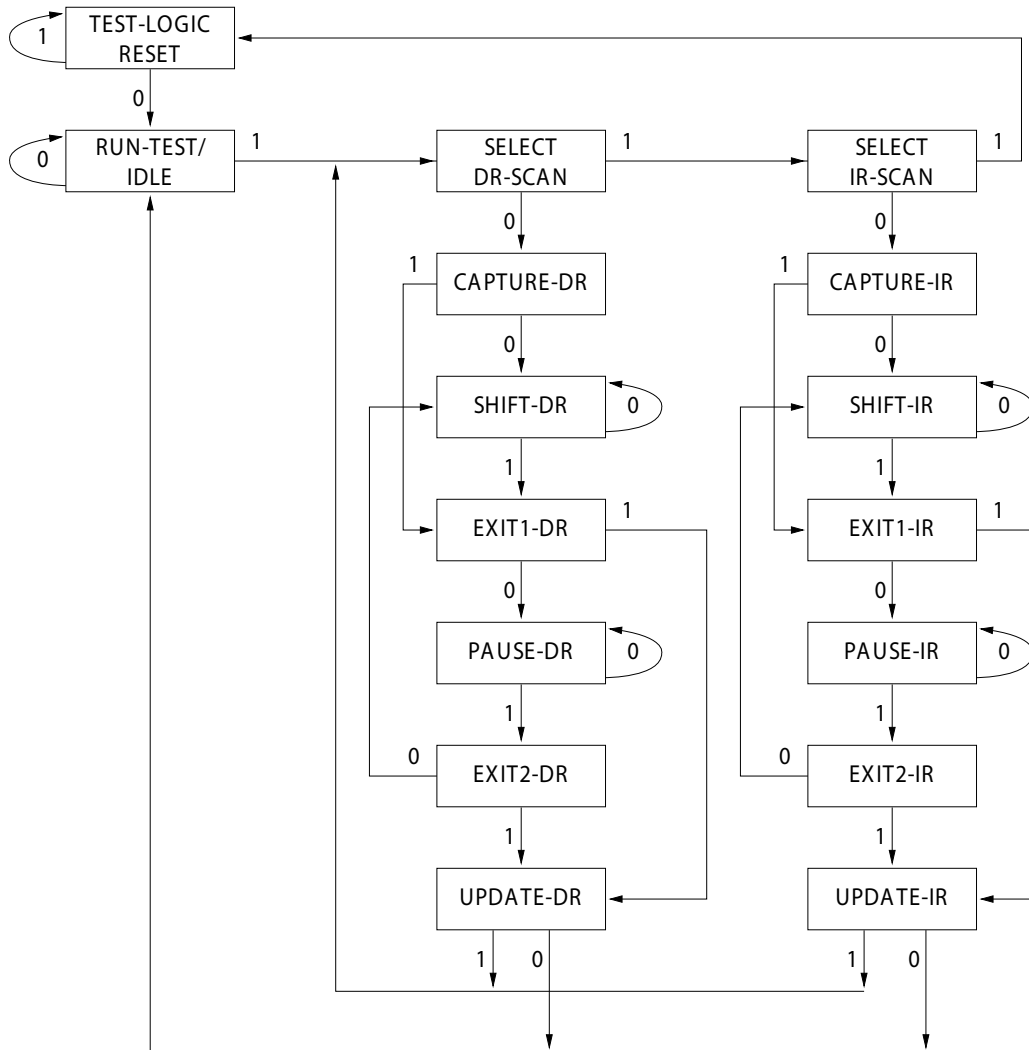 TEST-LOGIC
RESET
1
0
RUN-TEST/
IDLE
0
1
SELECT
DR-SCAN
1
SELECT
IR-SCAN
1
0
0
1
CAPTURE-DR
1
CAPTURE-IR
0
0
SHIFT-DR
0
SHIFT-IR
0
1
1
EXIT1-DR
1
EXIT1-IR
1
0
0
PAUSE-DR
0
PAUSE-IR
0
1
1
0
EXIT2-DR
0
EXIT2-IR
1
1
UPDATE-DR
UPDATE-IR
1
0
1
0